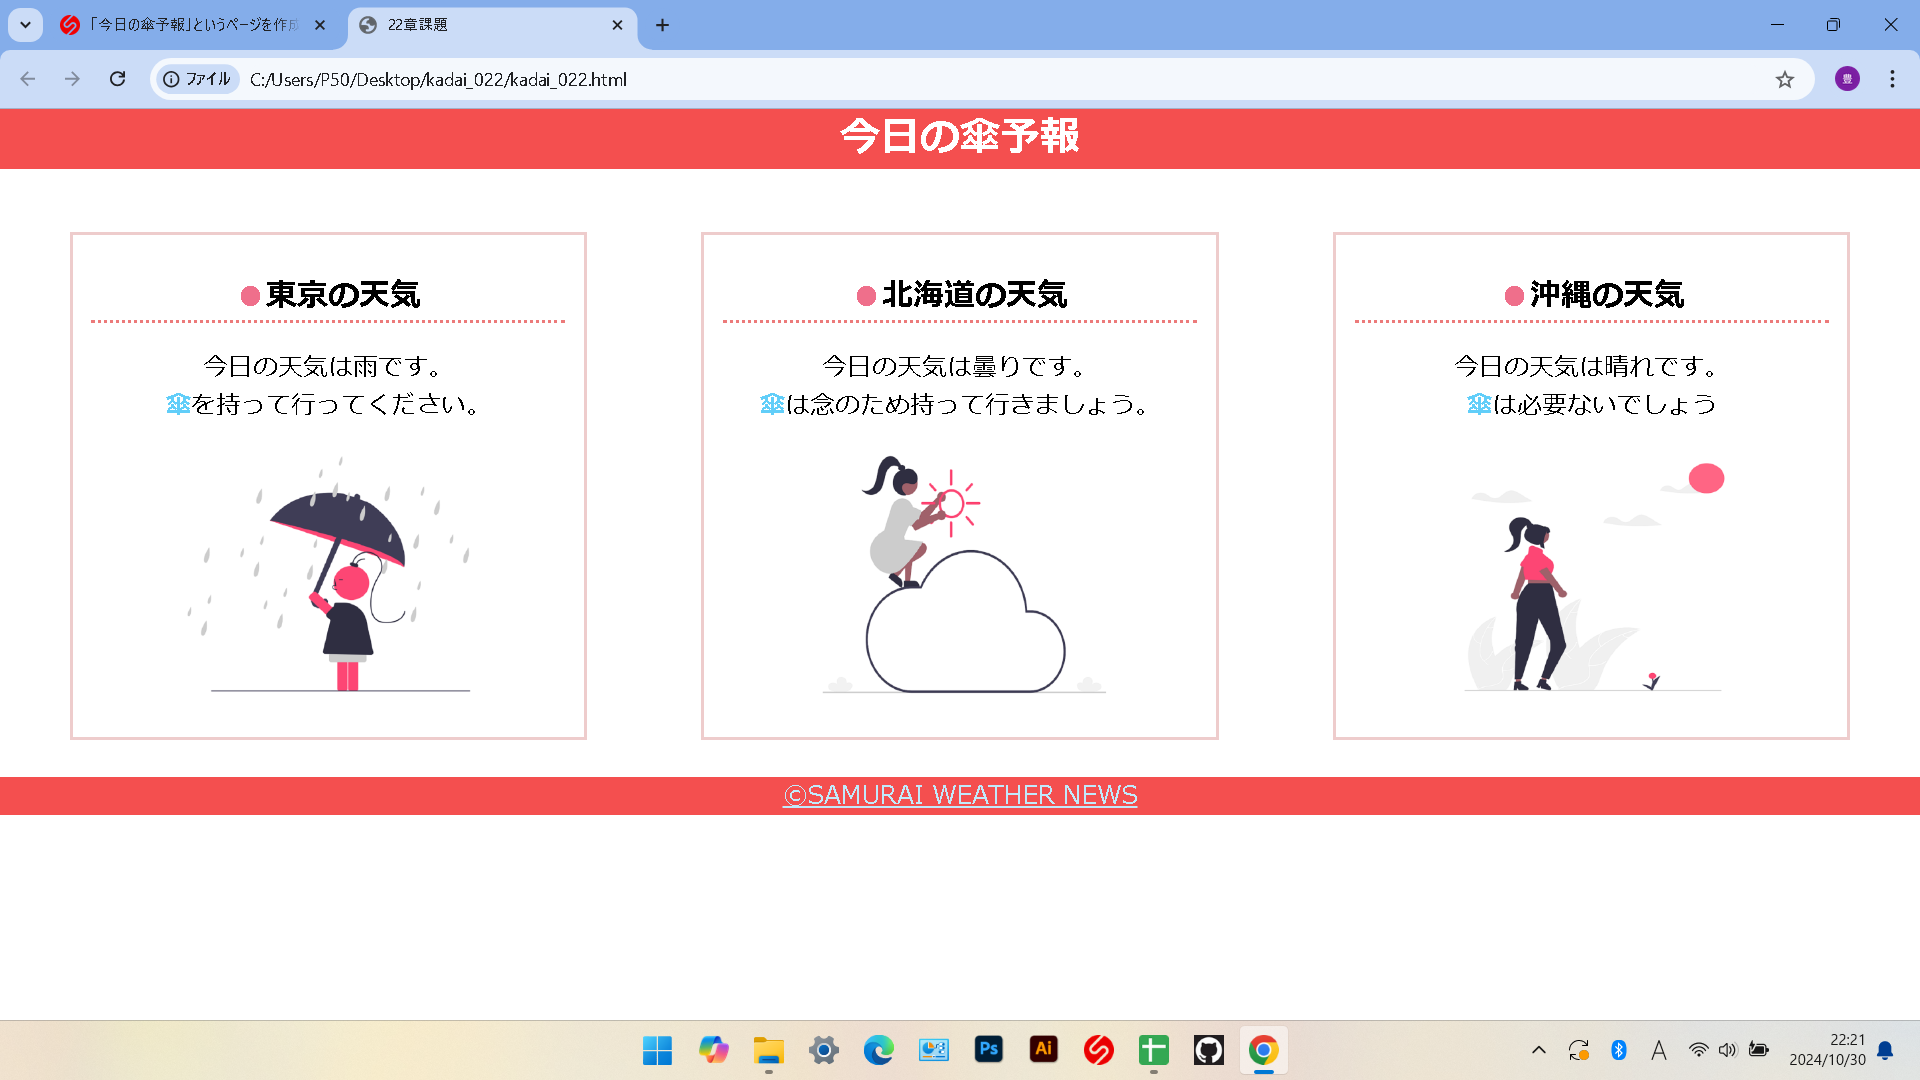 「今日の傘予報」というページを作成
22章課題
ファイル
C:/Users/P50/Desktop/kadai_022/kadai_022.html
豊
今日の傘予報
東京の天気
今日の天気は雨です。
傘を持って行ってください。
北海道の天気
今日の天気は曇りです。
傘は念のため持って行きましょう。
沖縄の天気
今日の天気は晴れです。
傘は必要ないでしょう
©SAMURAI WEATHER NEWS
Ps
Ai
A
22:21
2024/10/30